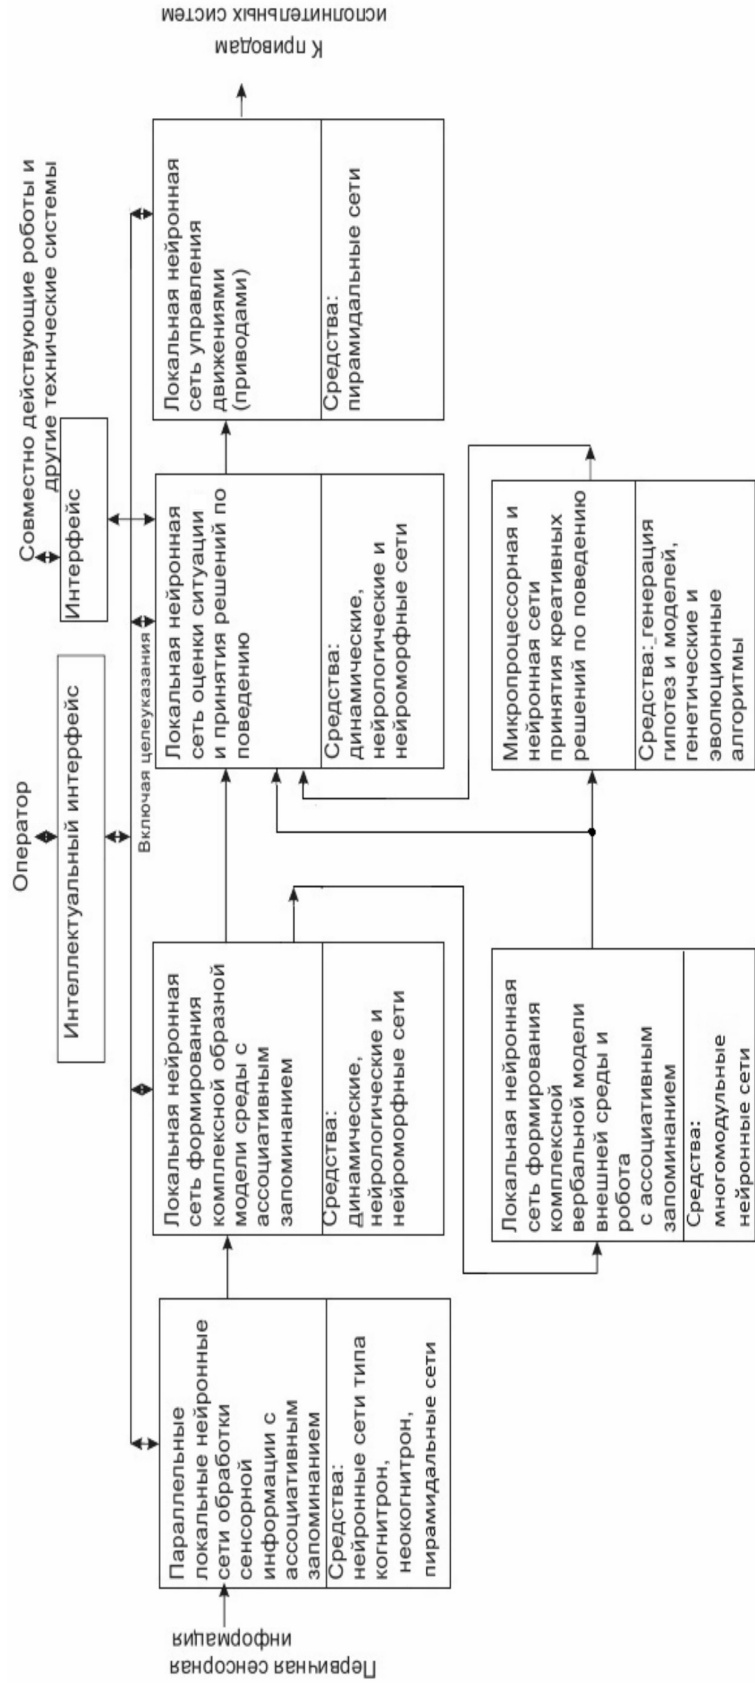 Оператор
Интеллектуальный интерфейс
Совместно действующие роботы и
другие технические системы
Интерфейс
Включая целеуказания
Первичная сенсорная
информация
Параллельные
локальные нейронные
сети обработки
сенсорной
информации с
ассоциативным
запоминанием
Средства:
нейронные сети типа
когнитрон,
неокогнитрон,
пирамидальные сети
Локальная нейронная
сеть формирования
комплексной образной
модели среды с
ассоциативным
запоминанием
Средства:
динамические,
нейрологические и
нейроморфные сети
Локальная нейронная
сеть оценки ситуации
и принятия решений по
поведению
Средства:
динамические,
нейрологические и
нейроморфные сети
Локальная нейронная
сеть управления
движениями
(приводами)
Средства:
пирамидальные сети
К приводам
исполнительных систем
Локальная нейронная
сеть формирования
комплексной
вербальной модели
внешней среды и
робота
с ассоциативным
запоминанием
Средства:
многомодульные
нейронные сети
Микропроцессорная и
нейронная сети
принятия креативных
решений по поведению
Средства: генерация
гипотез и моделей,
генетические и
эволюционные
алгоритмы